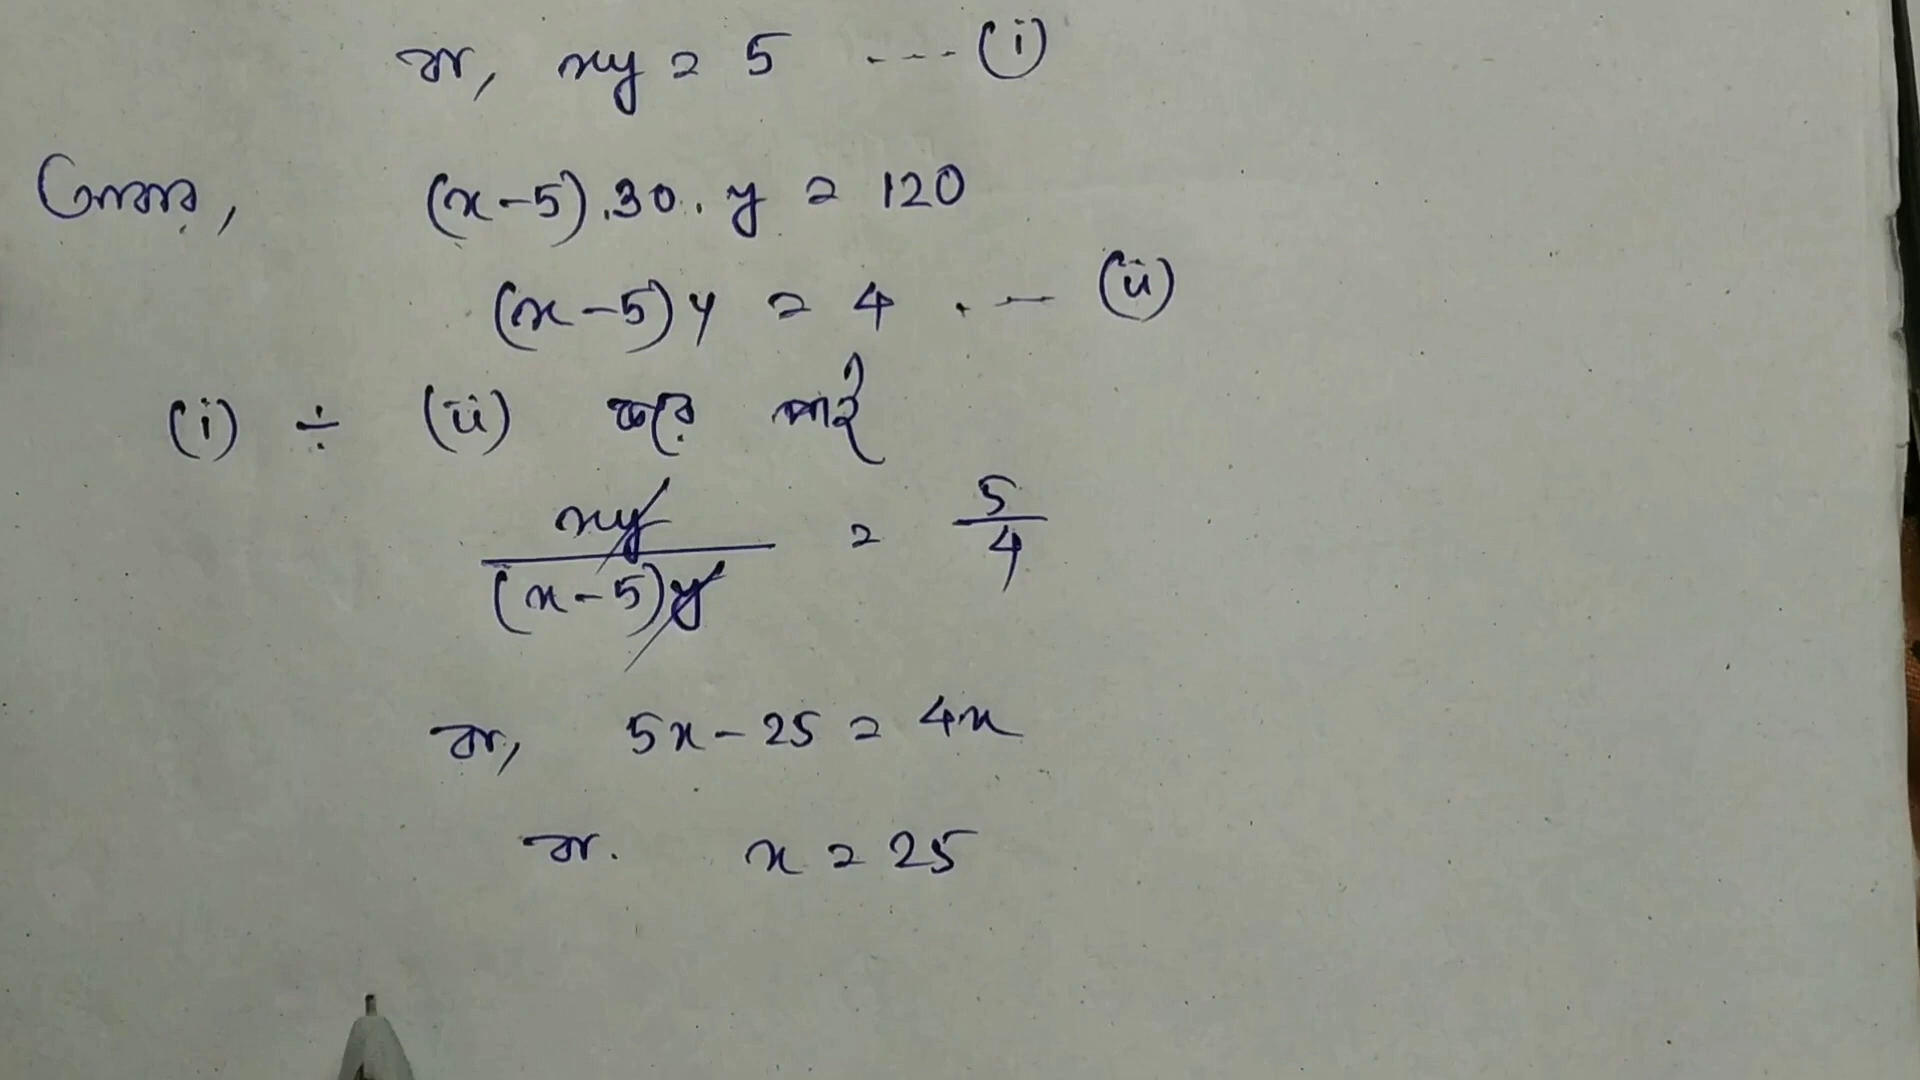 বা, xy = 5 --- (i)
আবার, (x-5).30.y = 120
(x-5)y = 4 .-- (ii)
(i) ÷ (ii) করে পাই
xy/(x-5)y = 5/4
বা, 5x-25 = 4x
বা. x = 25